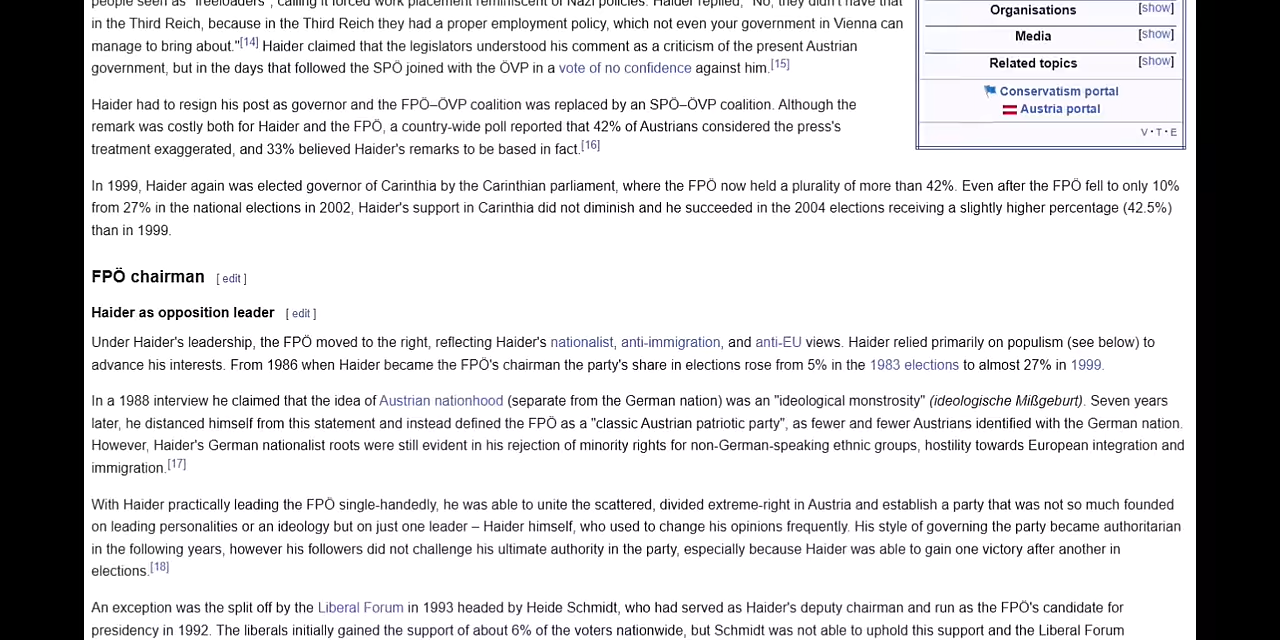 people seen as "freeloaders", calling it forced work placement reminiscent of Nazi policies. Haider replied, "No, they didn't have that
in the Third Reich, because in the Third Reich they had a proper employment policy, which not even your government in Vienna can
manage to bring about."[14] Haider claimed that the legislators understood his comment as a criticism of the present Austrian
government, but in the days that followed the SPÖ joined with the ÖVP in a vote of no confidence against him.[15]
Haider had to resign his post as governor and the FPÖ–ÖVP coalition was replaced by an SPÖ–ÖVP coalition. Although the
remark was costly both for Haider and the FPÖ, a country-wide poll reported that 42% of Austrians considered the press's
treatment exaggerated, and 33% believed Haider's remarks to be based in fact.[16]
Organisations [show]
Media [show]
Related topics [show]
Conservatism portal
Austria portal
V • T • E
In 1999, Haider again was elected governor of Carinthia by the Carinthian parliament, where the FPÖ now held a plurality of more than 42%. Even after the FPÖ fell to only 10%
from 27% in the national elections in 2002, Haider's support in Carinthia did not diminish and he succeeded in the 2004 elections receiving a slightly higher percentage (42.5%)
than in 1999.
FPÖ chairman [ edit ]
Haider as opposition leader [ edit ]
Under Haider's leadership, the FPÖ moved to the right, reflecting Haider's nationalist, anti-immigration, and anti-EU views. Haider relied primarily on populism (see below) to
advance his interests. From 1986 when Haider became the FPÖ's chairman the party's share in elections rose from 5% in the 1983 elections to almost 27% in 1999.
In a 1988 interview he claimed that the idea of Austrian nationhood (separate from the German nation) was an "ideological monstrosity" (ideologische Mißgeburt). Seven years
later, he distanced himself from this statement and instead defined the FPÖ as a "classic Austrian patriotic party", as fewer and fewer Austrians identified with the German nation.
However, Haider's German nationalist roots were still evident in his rejection of minority rights for non-German-speaking ethnic groups, hostility towards European integration and
immigration.[17]
With Haider practically leading the FPÖ single-handedly, he was able to unite the scattered, divided extreme-right in Austria and establish a party that was not so much founded
on leading personalities or an ideology but on just one leader – Haider himself, who used to change his opinions frequently. His style of governing the party became authoritarian
in the following years, however his followers did not challenge his ultimate authority in the party, especially because Haider was able to gain one victory after another in
elections.[18]
An exception was the split off by the Liberal Forum in 1993 headed by Heide Schmidt, who had served as Haider's deputy chairman and run as the FPÖ's candidate for
presidency in 1992. The liberals initially gained the support of about 6% of the voters nationwide, but Schmidt was not able to uphold this support and the Liberal Forum